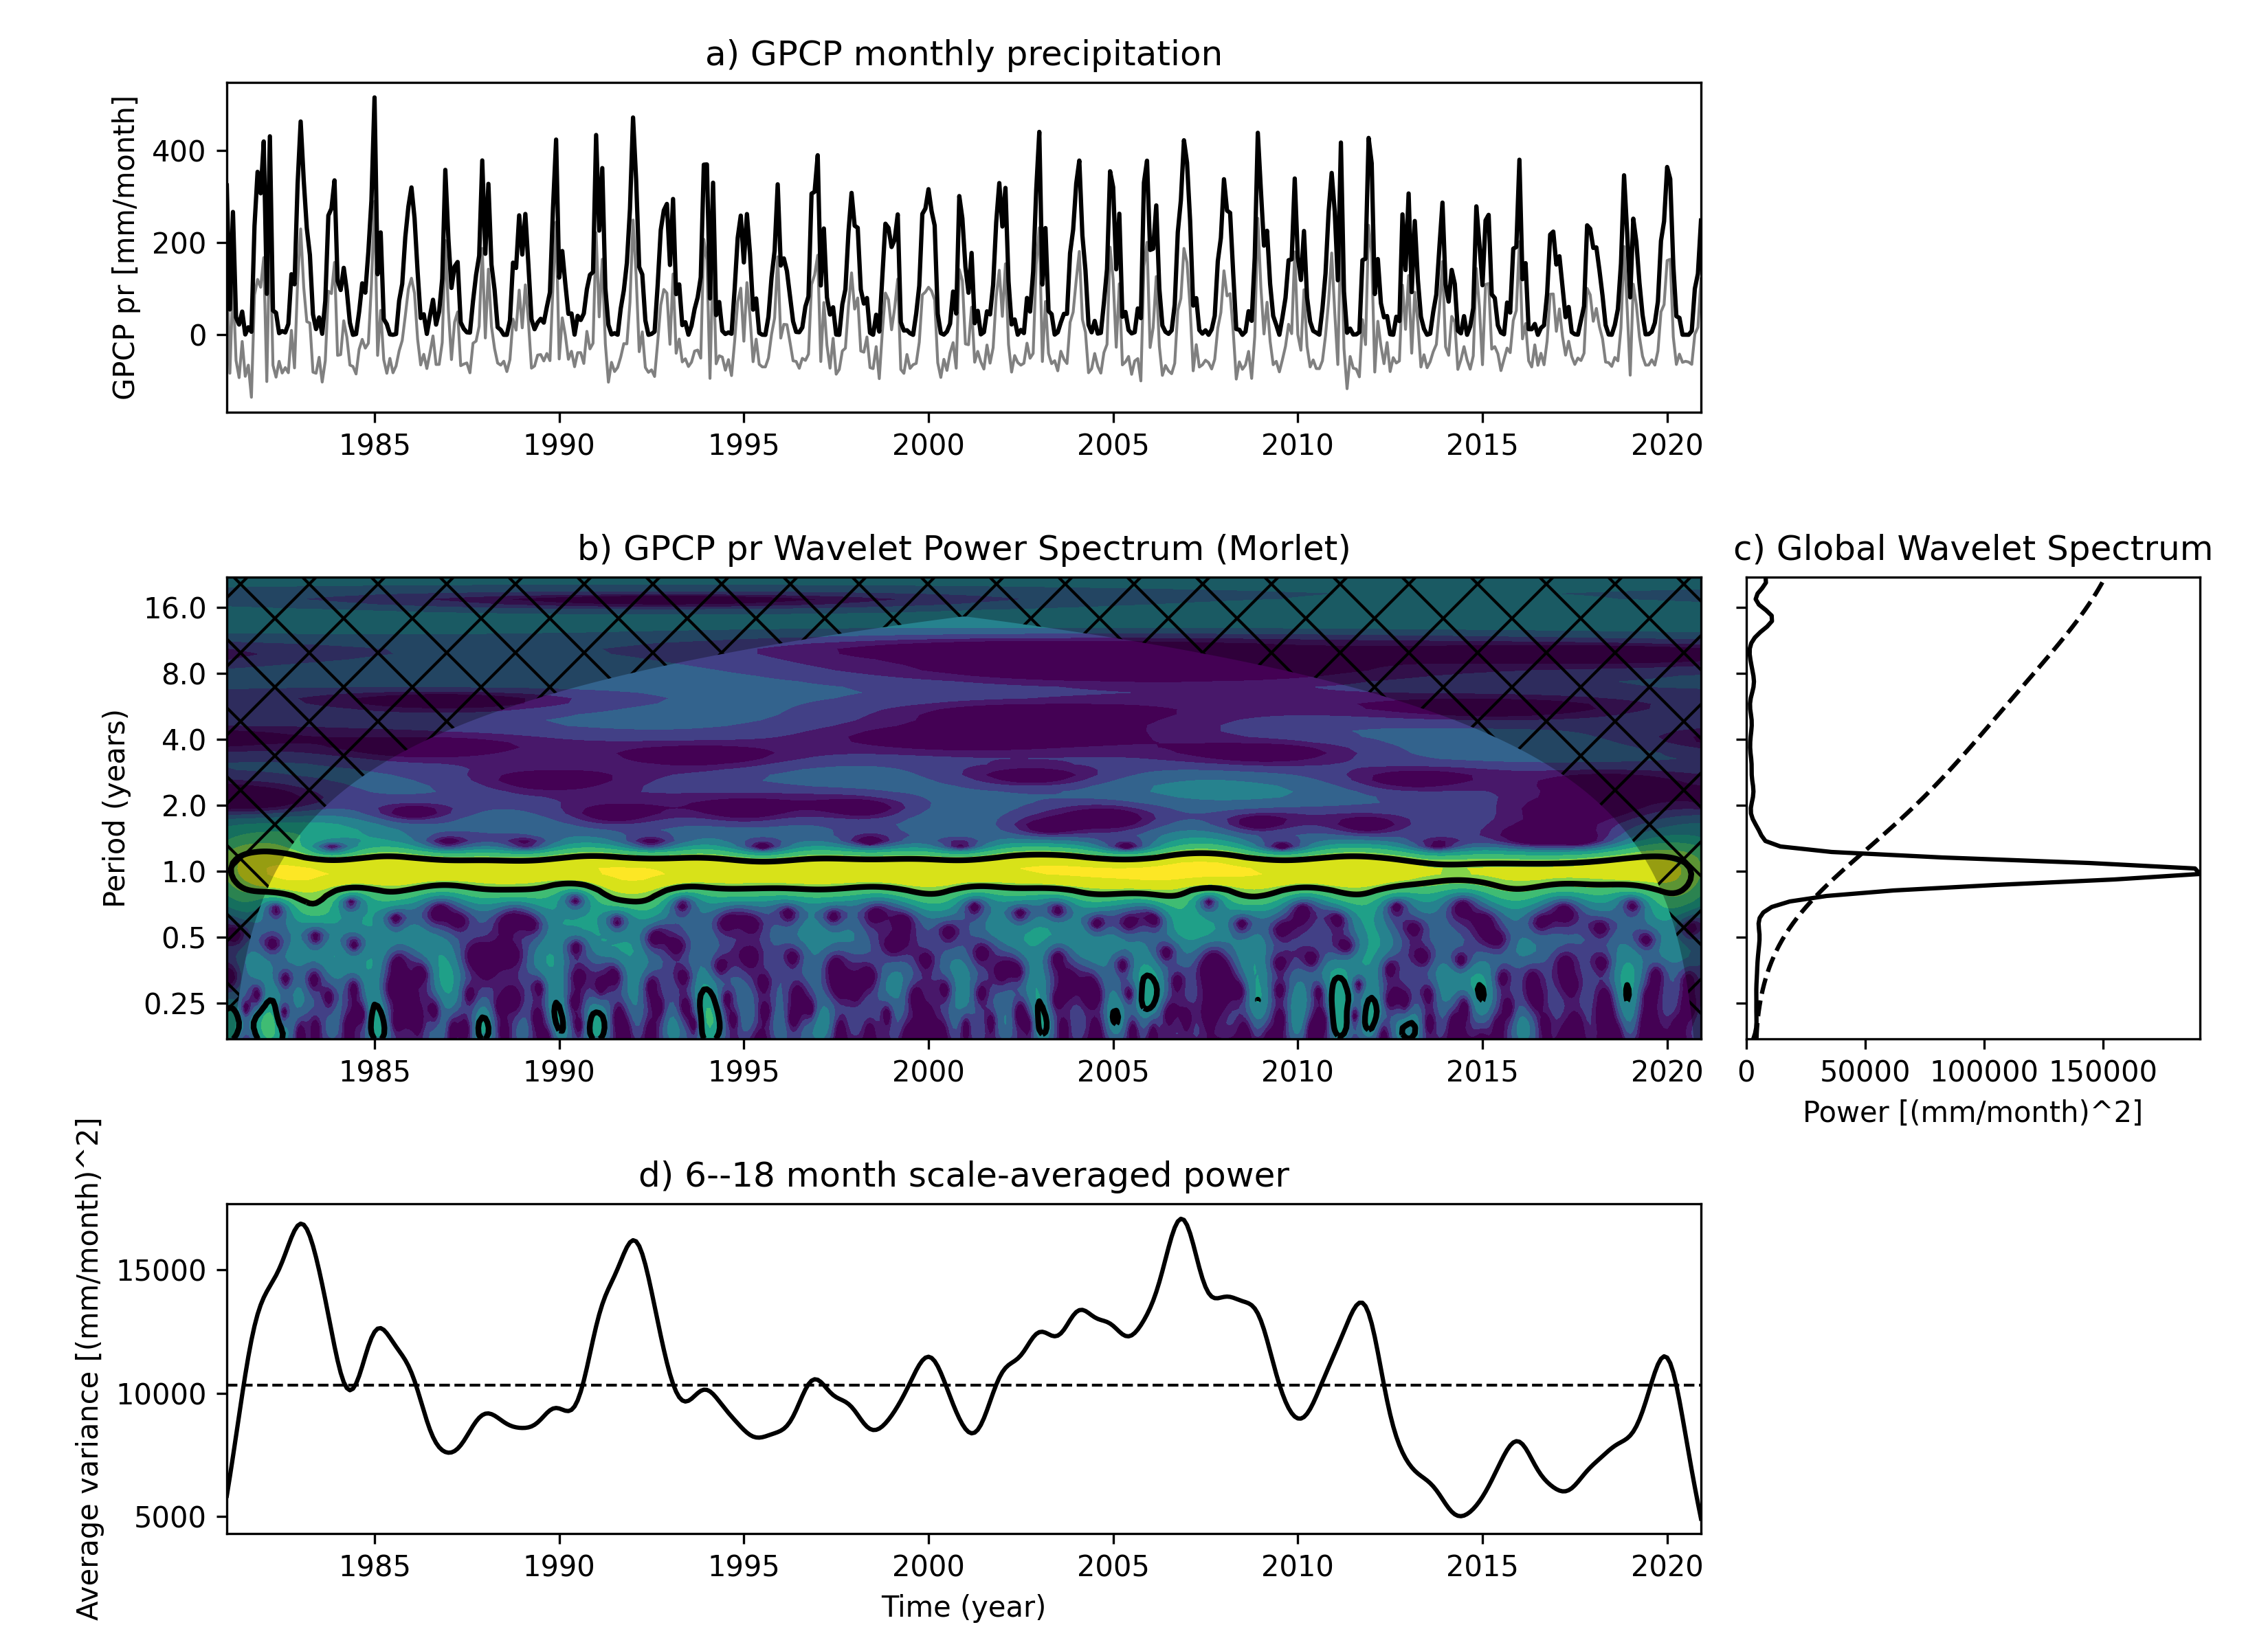 a) GPCP monthly precipitation
GPCP pr [mm/month]
400
200
0
1985 1990 1995 2000 2005 2010 2015 2020
b) GPCP pr Wavelet Power Spectrum (Morlet)
Period (years)
16.0
8.0
4.0
2.0
1.0
0.5
0.25
1985 1990 1995 2000 2005 2010 2015 2020
c) Global Wavelet Spectrum
0 50000 100000 150000
Power [(mm/month)^2]
d) 6--18 month scale-averaged power
Average variance [(mm/month)^2]
15000
10000
5000
1985 1990 1995 2000 2005 2010 2015 2020
Time (year)